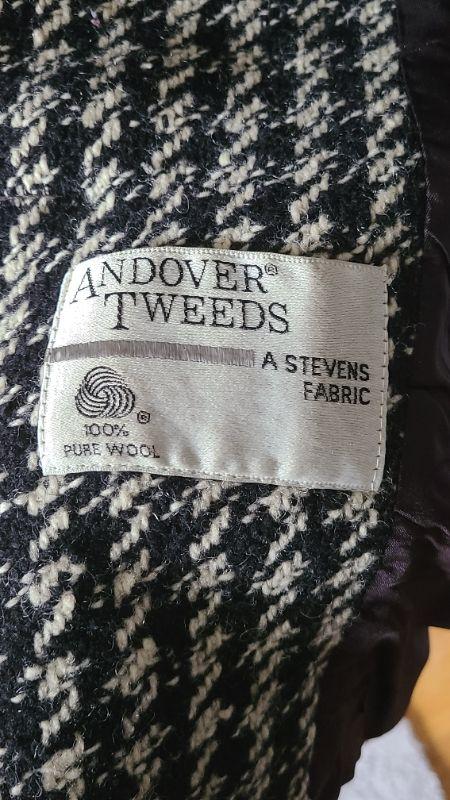 ANDOVER®
TWEEDS
A STEVENS
FABRIC
®
100%
PURE WOOL